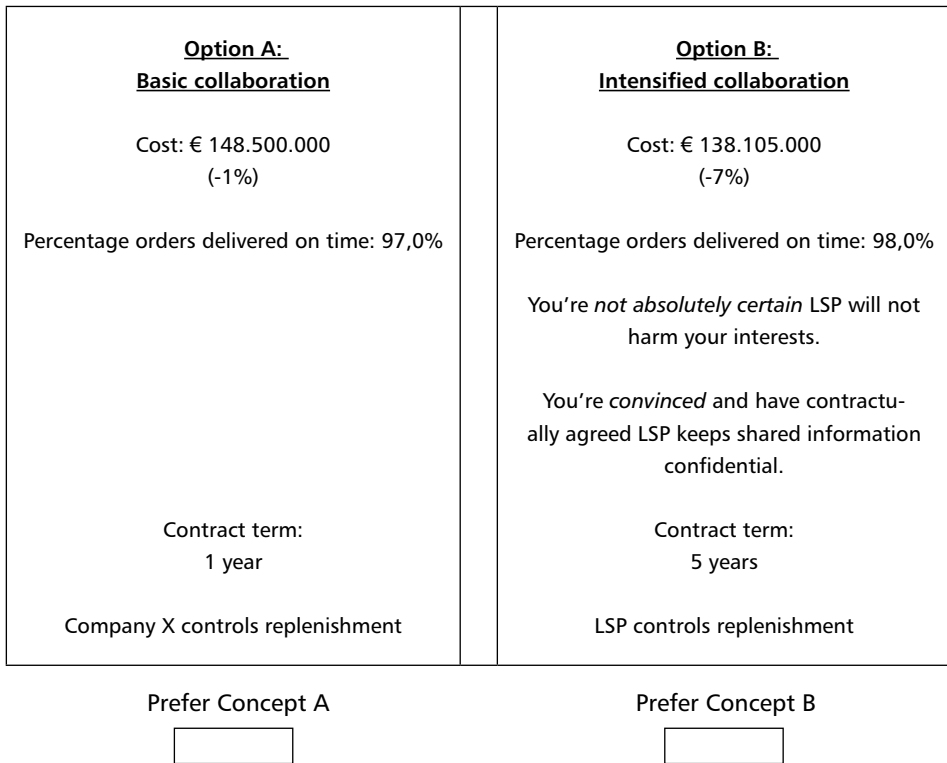 Option A:
Basic collaboration
Cost: € 148.500.000
(-1%)
Percentage orders delivered on time: 97,0%
Contract term:
1 year
Company X controls replenishment
Option B:
Intensified collaboration
Cost: € 138.105.000
(-7%)
Percentage orders delivered on time: 98,0%
You're not absolutely certain LSP will not
harm your interests.
You're convinced and have contractu-
ally agreed LSP keeps shared information
confidential.
Contract term:
5 years
LSP controls replenishment
Prefer Concept A
Prefer Concept B